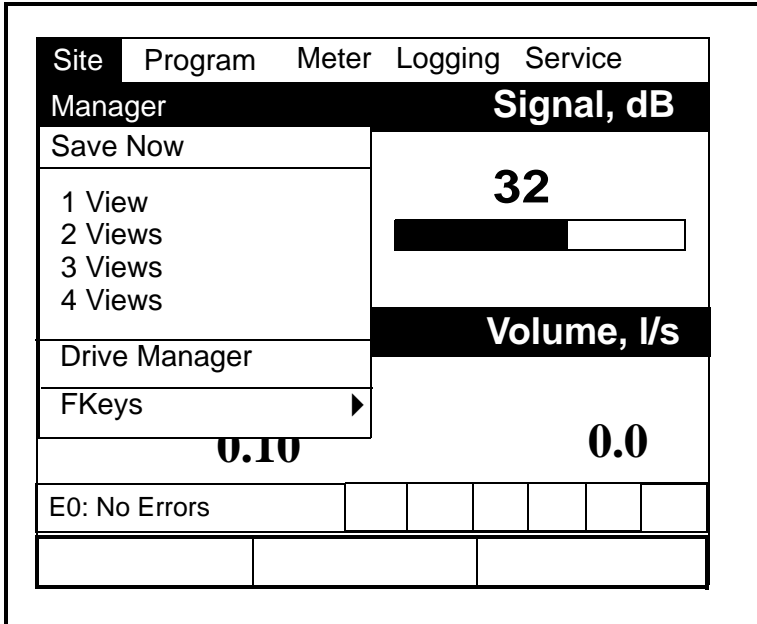 Site Program Meter Logging Service
Manager
Signal, dB
Save Now
32
1 View
2 Views
3 Views
4 Views
Volume, l/s
Drive Manager
FKeys
0.10
0.0
E0: No Errors